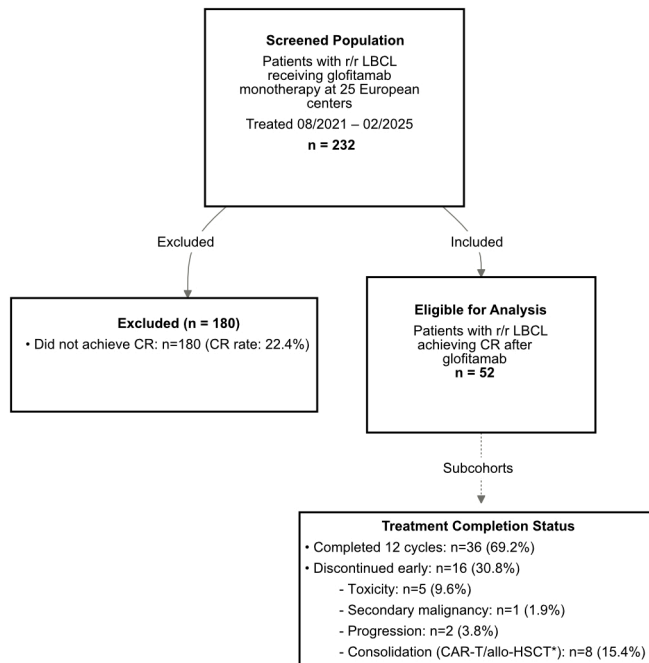 Screened Population
Patients with r/r LBCL
receiving glofitamab
monotherapy at 25 European
centers
Treated 08/2021 – 02/2025
n = 232
Excluded
Included
Excluded (n = 180)
• Did not achieve CR: n=180 (CR rate: 22.4%)
Eligible for Analysis
Patients with r/r LBCL
achieving CR after
glofitamab
n = 52
Subcohorts
Treatment Completion Status
• Completed 12 cycles: n=36 (69.2%)
• Discontinued early: n=16 (30.8%)
- Toxicity: n=5 (9.6%)
- Secondary malignancy: n=1 (1.9%)
- Progression: n=2 (3.8%)
- Consolidation (CAR-T/allo-HSCT*): n=8 (15.4%)